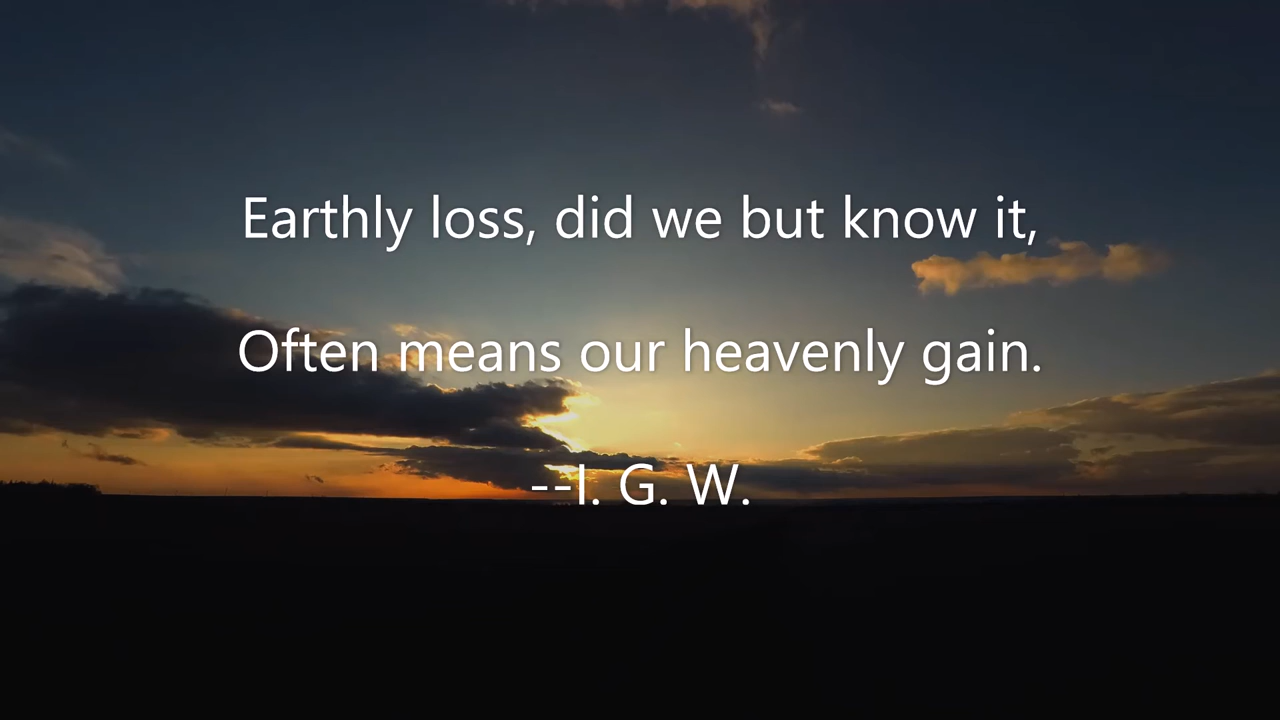 Earthly loss, did we but know it,
Often means our heavenly gain.
--I. G. W.